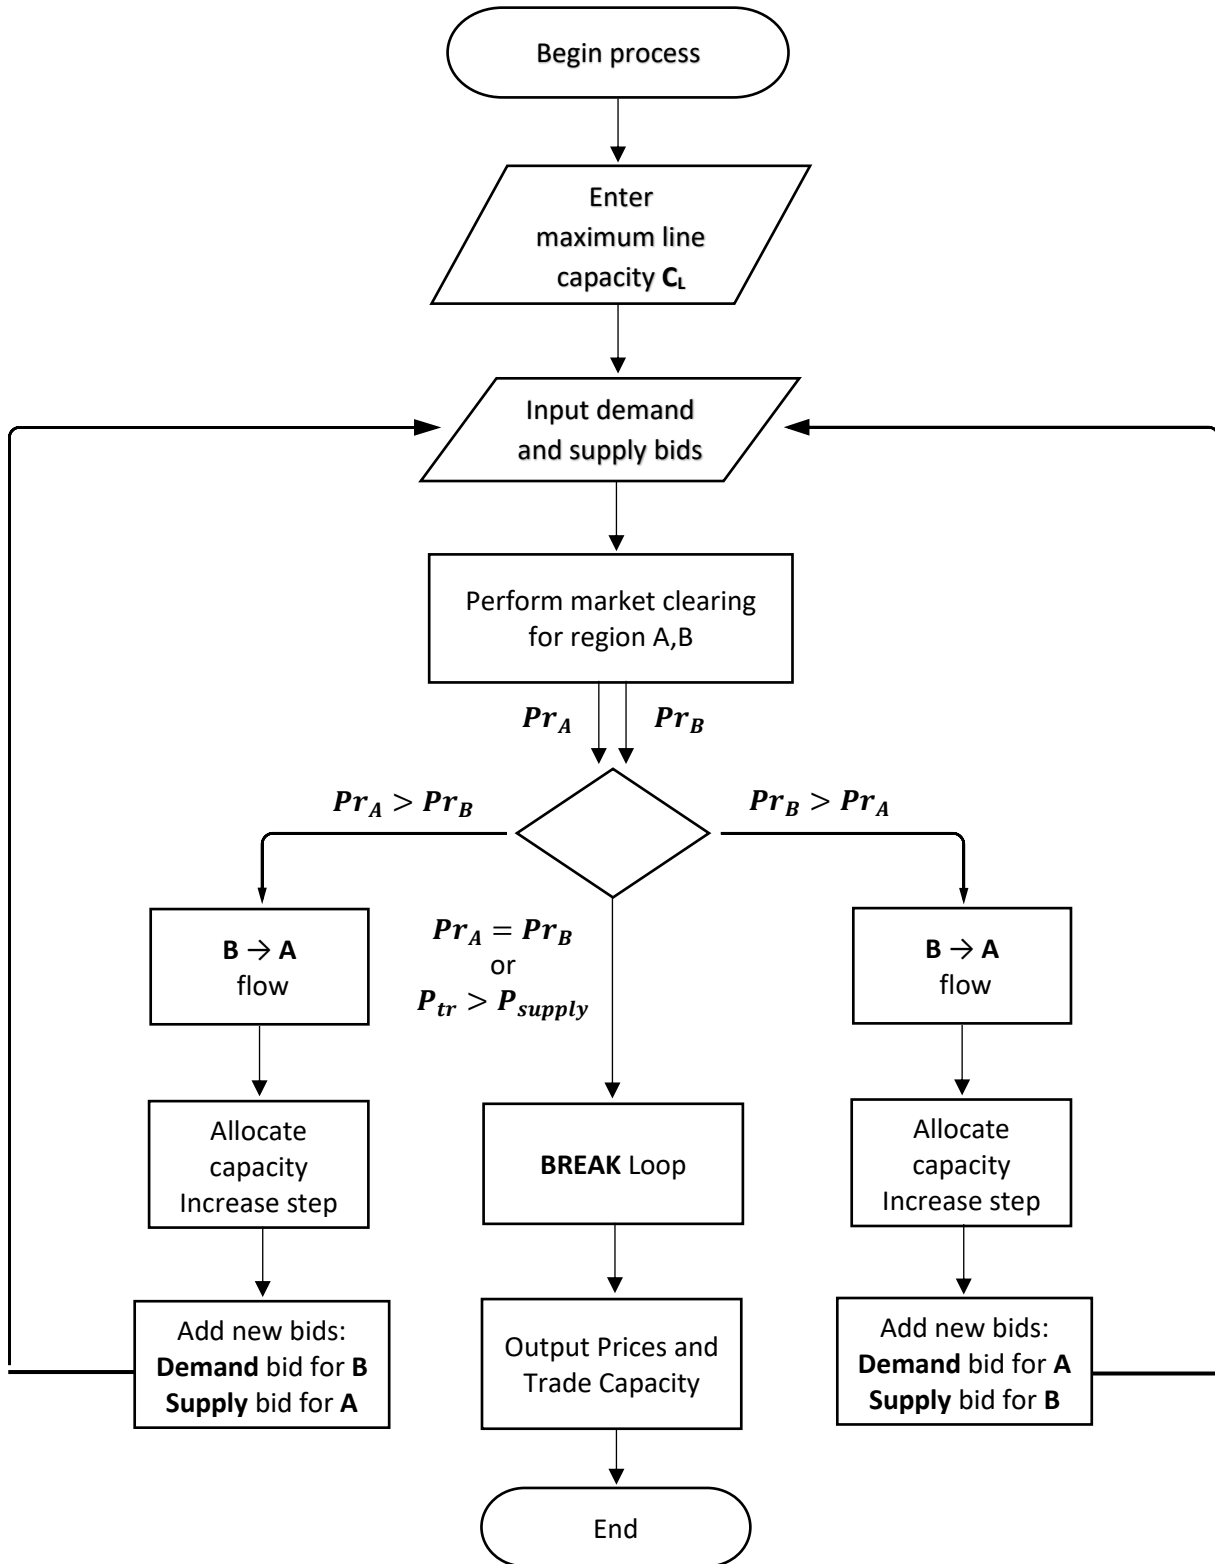 Begin process
Enter
maximum line
capacity C_L
Input demand
and supply bids
Perform market clearing
for region A,B
Pr_A
Pr_B
Pr_A > Pr_B
Pr_B > Pr_A
B → A
flow
Pr_A = Pr_B
or
P_tr > P_supply
B → A
flow
Allocate
capacity
Increase step
BREAK Loop
Allocate
capacity
Increase step
Add new bids:
Demand bid for B
Supply bid for A
Output Prices and
Trade Capacity
Add new bids:
Demand bid for A
Supply bid for B
End